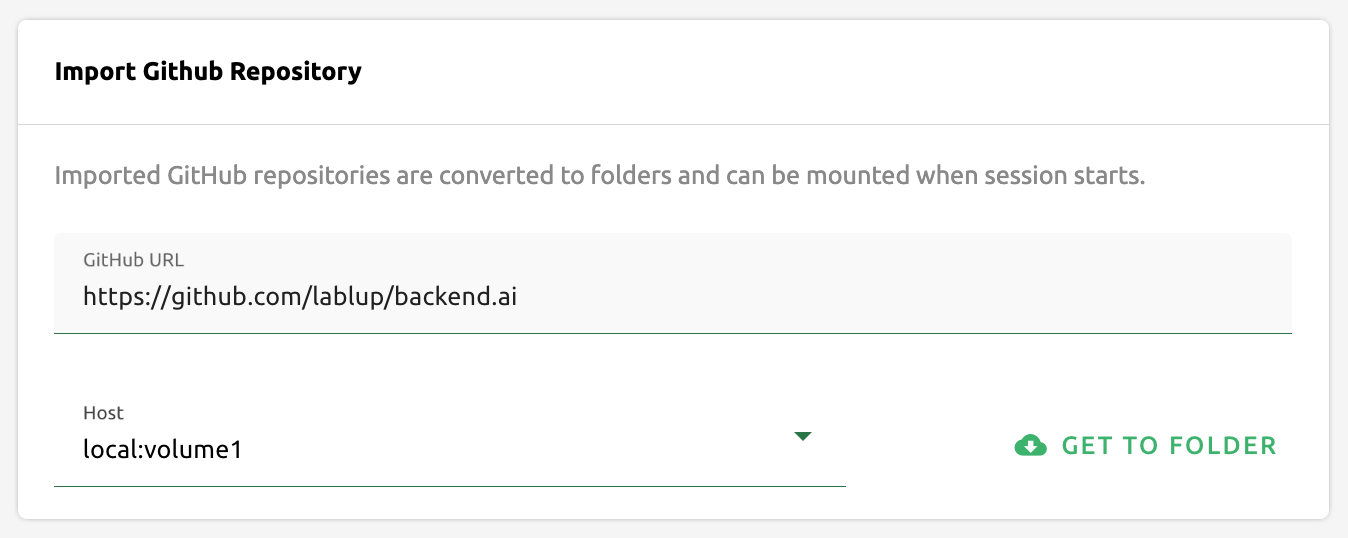 Import Github Repository
Imported GitHub repositories are converted to folders and can be mounted when session starts.
GitHub URL
https://github.com/lablup/backend.ai
Host
local:volume1
GET TO FOLDER